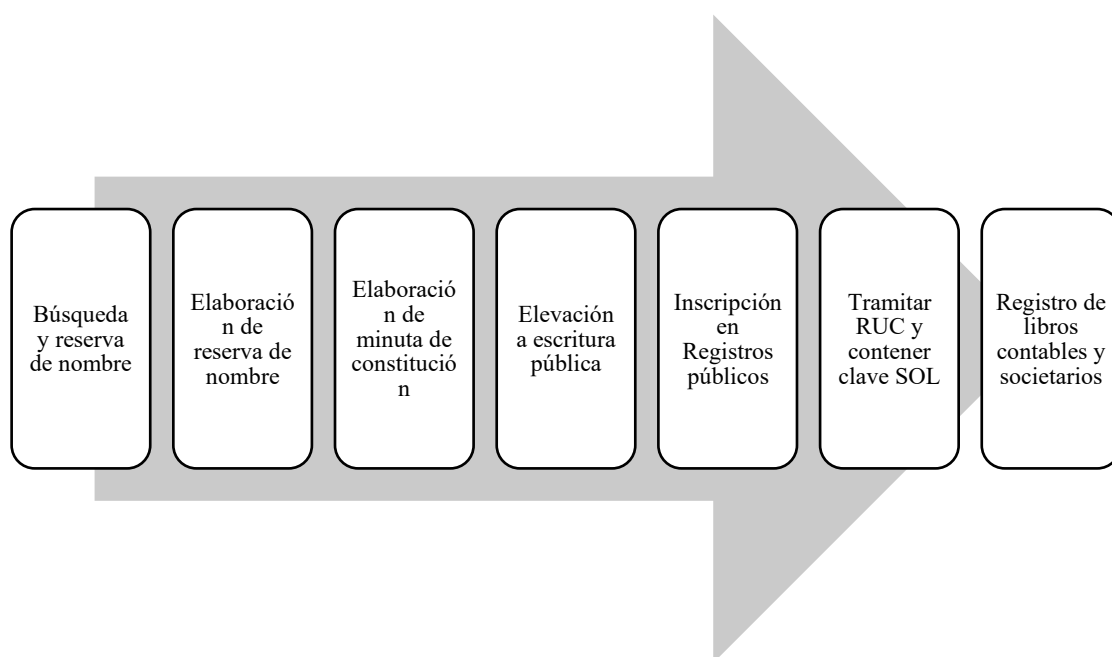 Búsqueda
y reserva
de nombre
Elaboració
n de
reserva de
nombre
Elaboració
n de
minuta de
constitució
n
Elevación
a escritura
pública
Inscripción
en
Registros
públicos
Tramitar
RUC y
contener
clave SOL
Registro de
libros
contables y
societarios